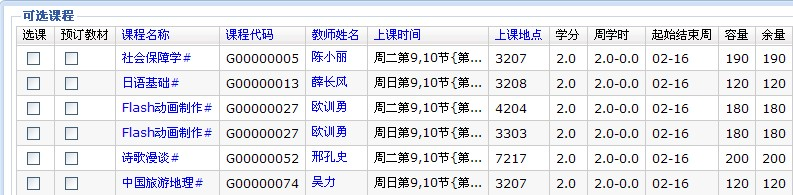 可选课程
选课 预订教材 课程名称 课程代码 教师姓名 上课时间 上课地点 学分 周学时 起始结束周 容量 余量
社会保障学# G00000005 陈小丽 周二第9,10节{第... 3207 2.0 2.0-0.0 02-16 190 190
日语基础# G00000013 薛长风 周日第9,10节{第... 3208 2.0 2.0-0.0 02-16 120 120
Flash动画制作# G00000027 欧训勇 周二第9,10节{第... 4204 2.0 2.0-0.0 02-16 180 180
Flash动画制作# G00000027 欧训勇 周日第9,10节{第... 3303 2.0 2.0-0.0 02-16 180 180
诗歌漫谈# G00000052 邢孔史 周二第9,10节{第... 7217 2.0 2.0-0.0 02-16 200 200
中国旅游地理# G00000074 吴力 周日第9,10节{第... 3207 2.0 2.0-0.0 02-16 120 120